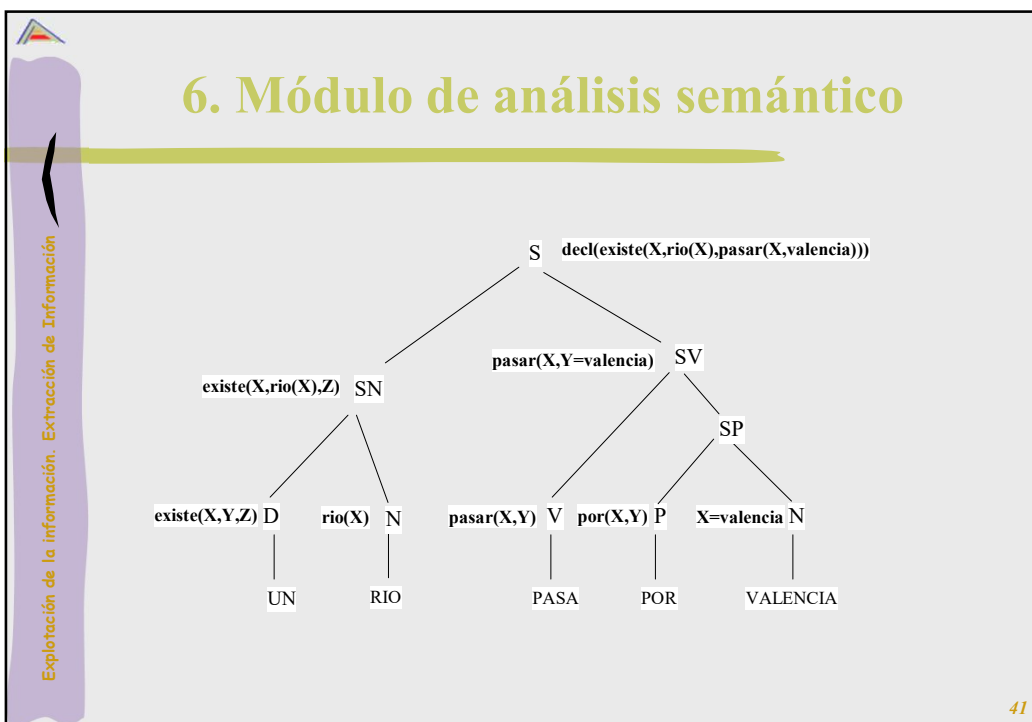 6. Módulo de análisis semántico
Explotación de la información. Extracción de Información
S decl(existe(X,rio(X),pasar(X,valencia)))
pasar(X,Y=valencia) SV
existe(X,rio(X),Z) SN
SP
existe(X,Y,Z) D rio(X) N pasar(X,Y) V por(X,Y) P X=valencia N
UN RIO PASA POR VALENCIA
41